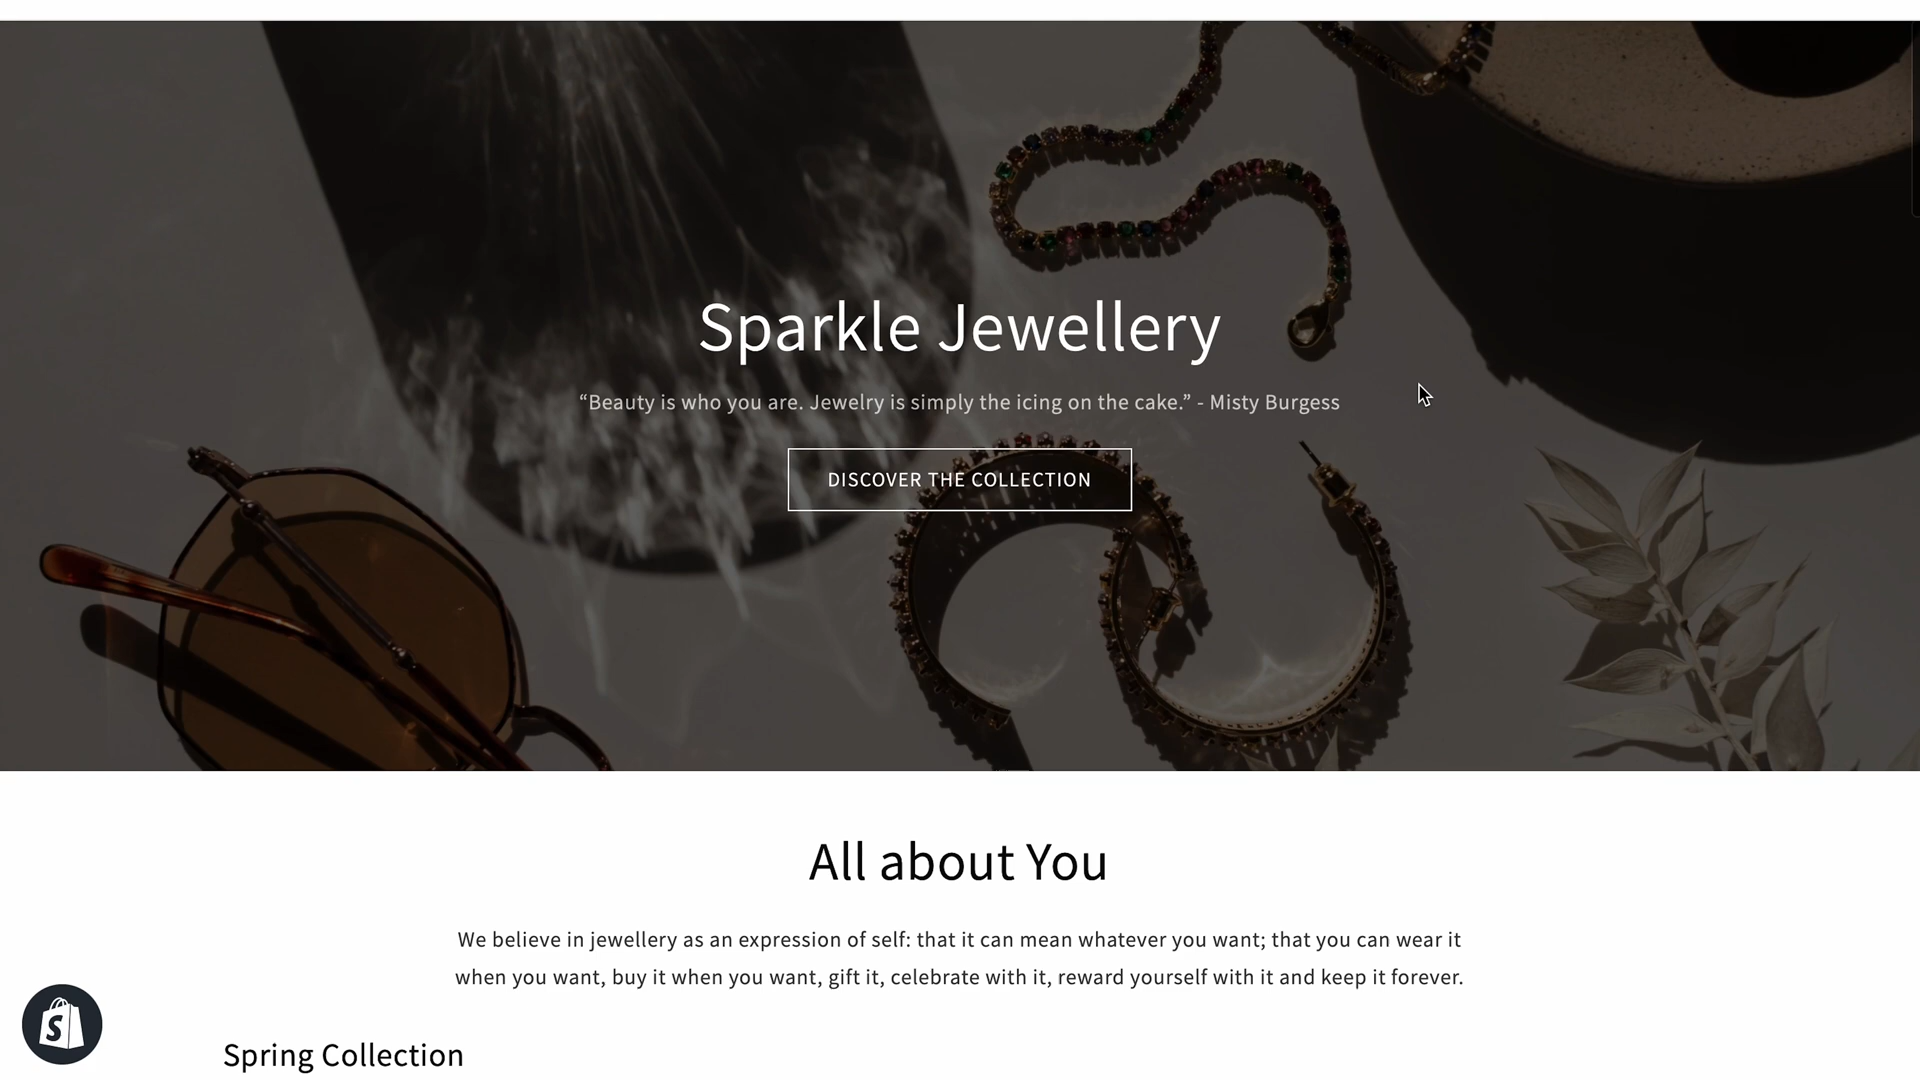 Sparkle Jewellery
“Beauty is who you are. Jewelry is simply the icing on the cake.” - Misty Burgess
DISCOVER THE COLLECTION
All about You
We believe in jewellery as an expression of self: that it can mean whatever you want; that you can wear it
when you want, buy it when you want, gift it, celebrate with it, reward yourself with it and keep it forever.
S
Spring Collection